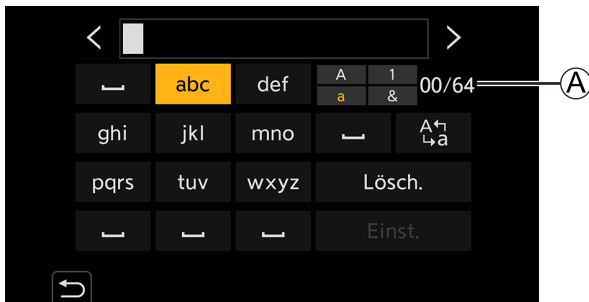 < >
␣ abc def A 1 a & 00/64 Ⓐ
ghi jkl mno ␣ A a
pqrs tuv wxyz Lösch.
␣ ␣ ␣ Einst.